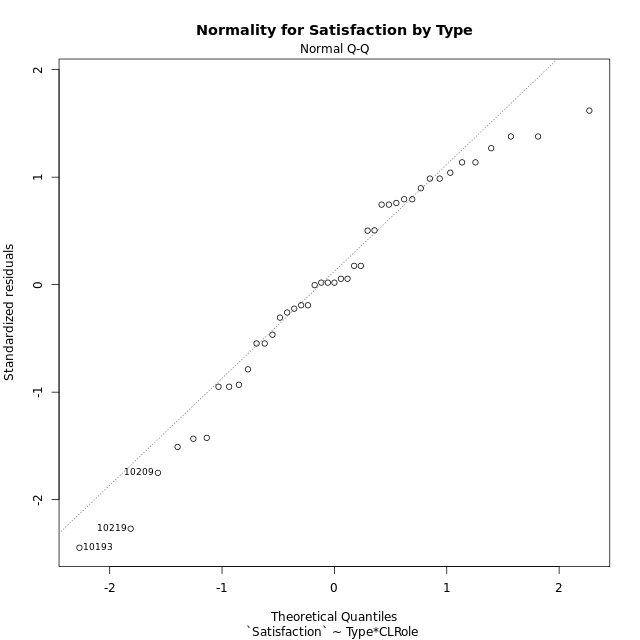 Normality for Satisfaction by Type
Normal Q-Q
2
1
0
-1
-2
Standardized residuals
10209
10219
10193
-2
-1
0
1
2
Theoretical Quantiles
`Satisfaction` ~ Type*CLRole